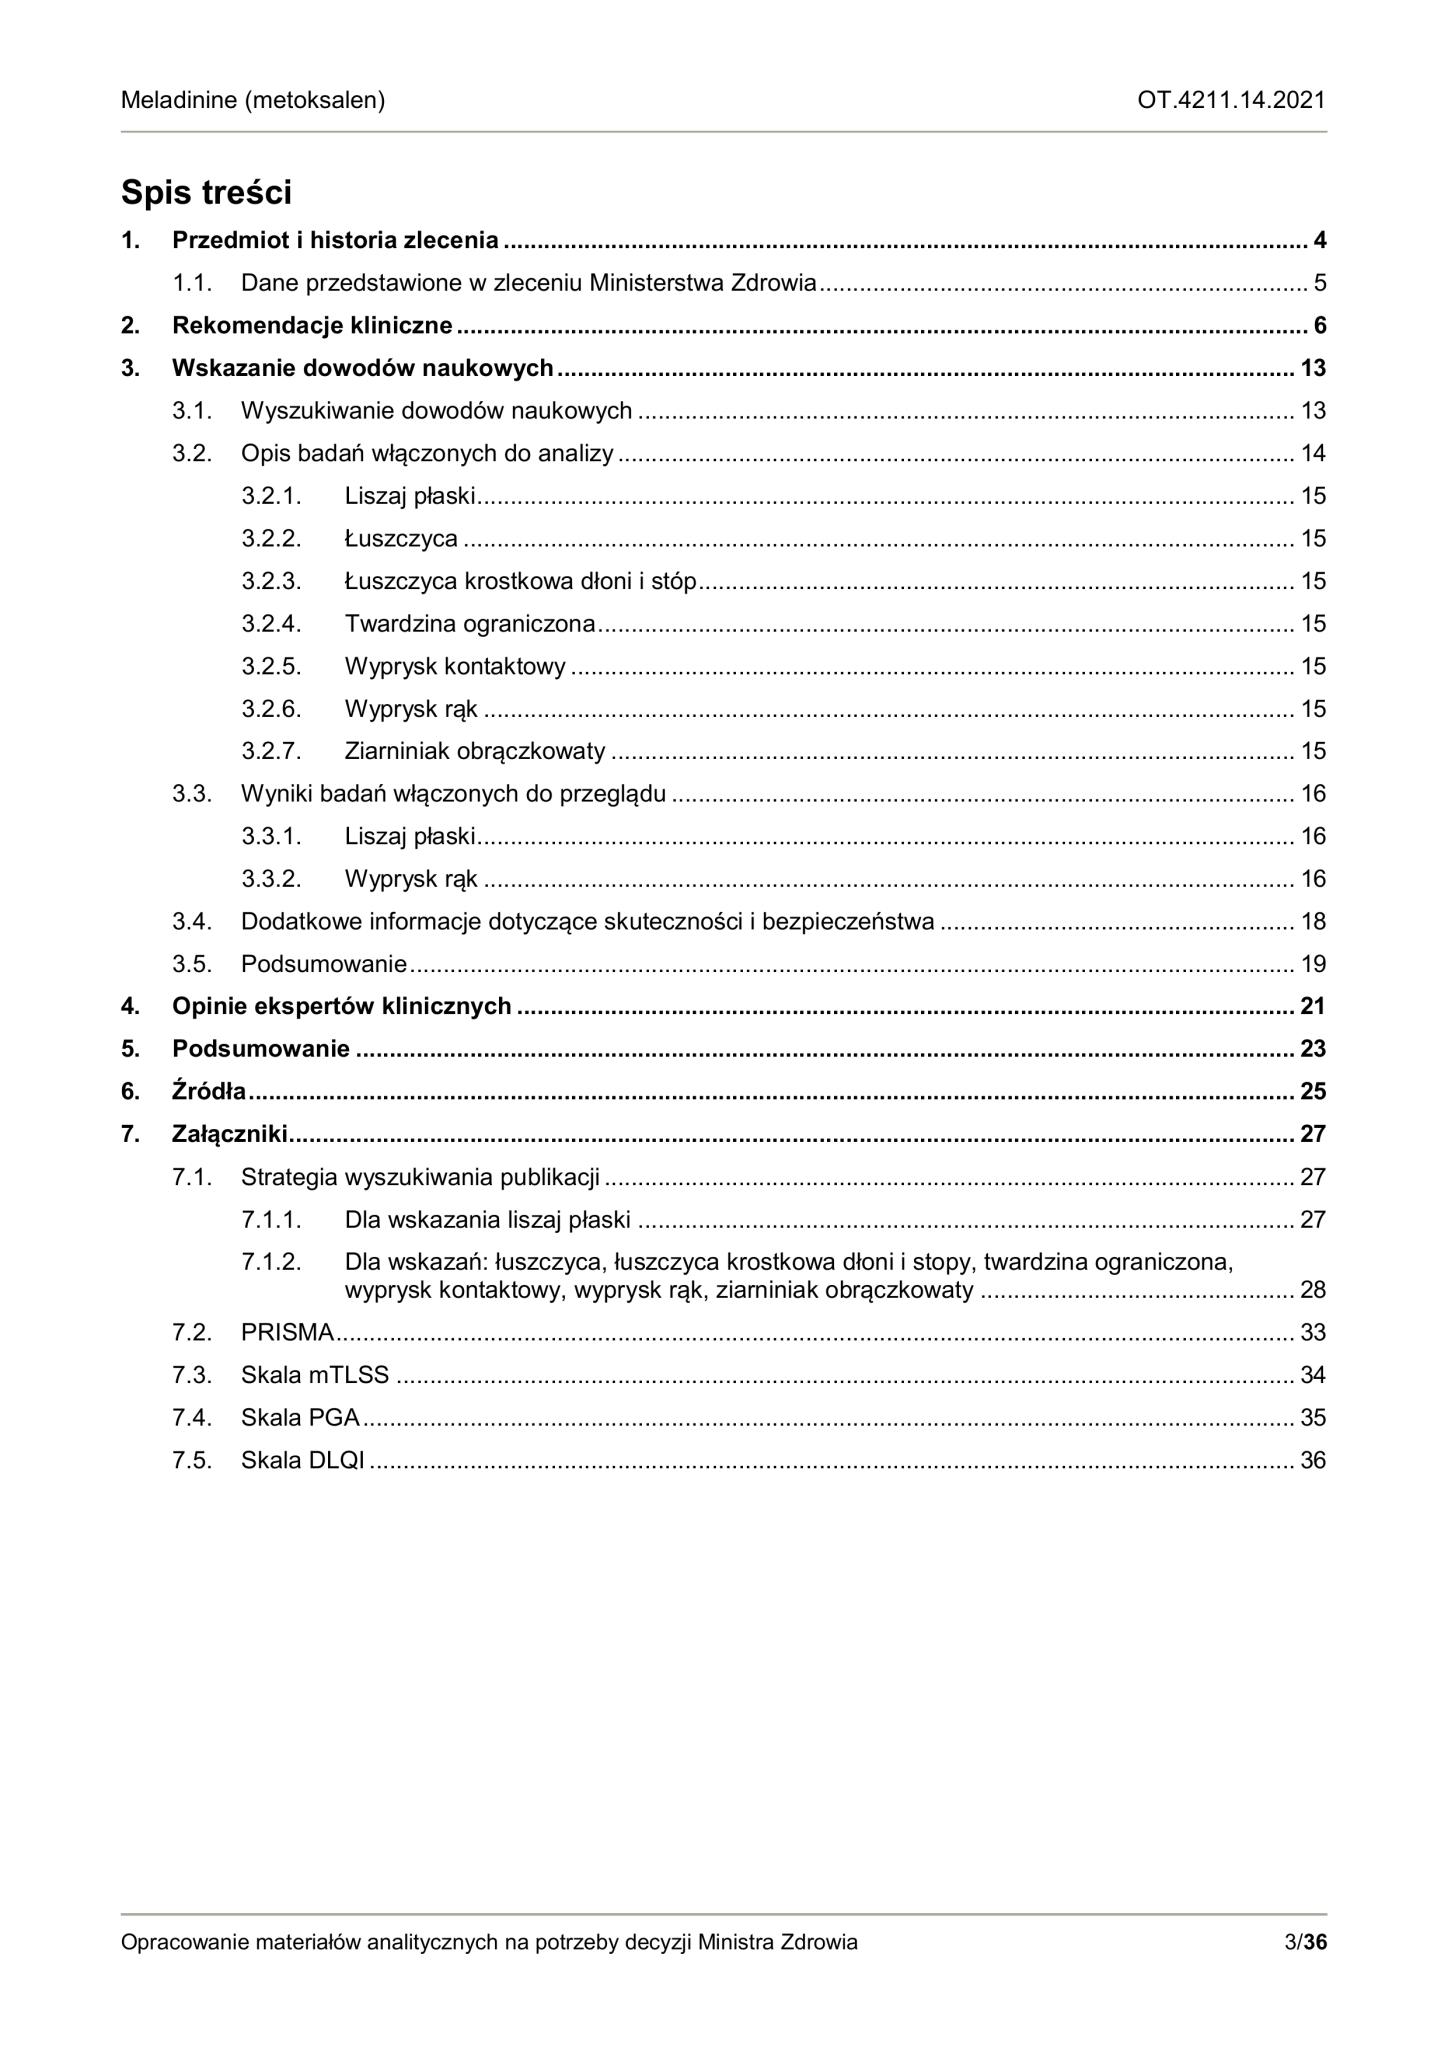 Meladinine (metoksalen) OT.4211.14.2021
Spis treści
1. Przedmiot i historia zlecenia ........ 4
1.1. Dane przedstawione w zleceniu Ministerstwa Zdrowia ........ 5
2. Rekomendacje kliniczne ........ 6
3. Wskazanie dowodów naukowych ........ 13
3.1. Wyszukiwanie dowodów naukowych ........ 13
3.2. Opis badań włączonych do analizy ........ 14
3.2.1. Liszaj płaski ........ 15
3.2.2. Łuszczyca ........ 15
3.2.3. Łuszczyca krostkowa dłoni i stóp ........ 15
3.2.4. Twardzina ograniczona ........ 15
3.2.5. Wyprysk kontaktowy ........ 15
3.2.6. Wyprysk rąk ........ 15
3.2.7. Ziarniniak obrączkowaty ........ 15
3.3. Wyniki badań włączonych do przeglądu ........ 16
3.3.1. Liszaj płaski ........ 16
3.3.2. Wyprysk rąk ........ 16
3.4. Dodatkowe informacje dotyczące skuteczności i bezpieczeństwa ........ 18
3.5. Podsumowanie ........ 19
4. Opinie ekspertów klinicznych ........ 21
5. Podsumowanie ........ 23
6. Źródła ........ 25
7. Załączniki ........ 27
7.1. Strategia wyszukiwania publikacji ........ 27
7.1.1. Dla wskazania liszaj płaski ........ 27
7.1.2. Dla wskazań: łuszczyca, łuszczyca krostkowa dłoni i stopy, twardzina ograniczona,
wyprysk kontaktowy, wyprysk rąk, ziarniniak obrączkowaty ........ 28
7.2. PRISMA ........ 33
7.3. Skala mTLSS ........ 34
7.4. Skala PGA ........ 35
7.5. Skala DLQI ........ 36
Opracowanie materiałów analitycznych na potrzeby decyzji Ministra Zdrowia 3/36